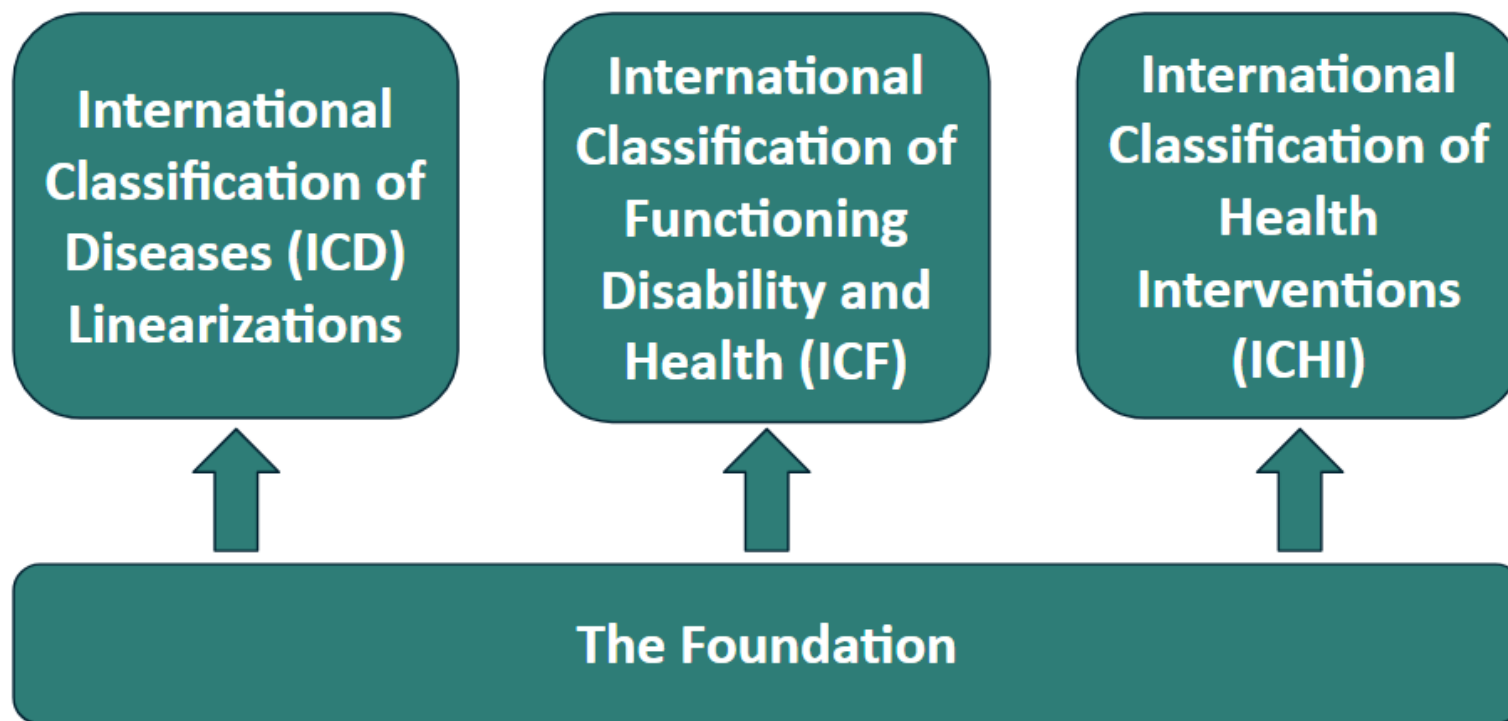 International
Classification of
Diseases (ICD)
Linearizations
International
Classification of
Functioning
Disability and
Health (ICF)
International
Classification of
Health
Interventions
(ICHI)
The Foundation